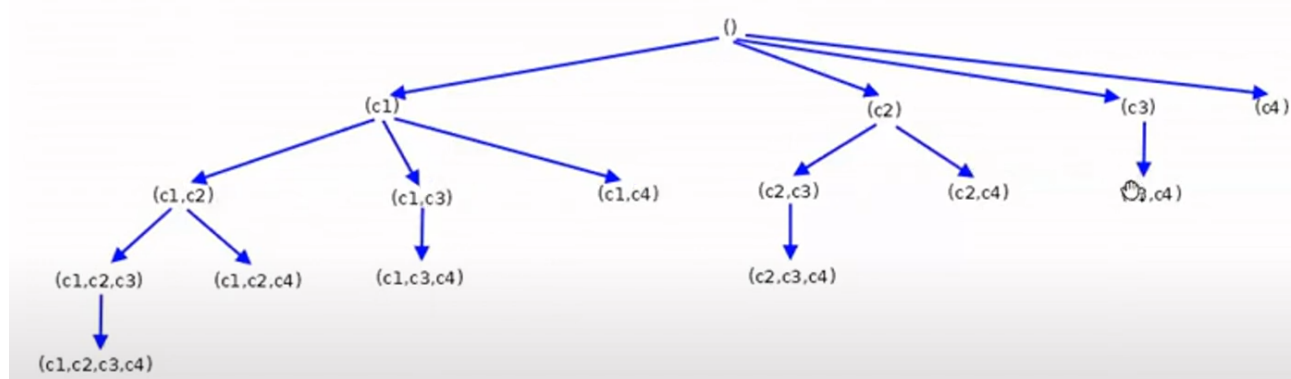 ()
(c1) (c2) (c3) (c4)
(c1,c2) (c1,c3) (c1,c4) (c2,c3) (c2,c4) 3,c4)
(c1,c2,c3) (c1,c2,c4) (c1,c3,c4) (c2,c3,c4)
(c1,c2,c3,c4)